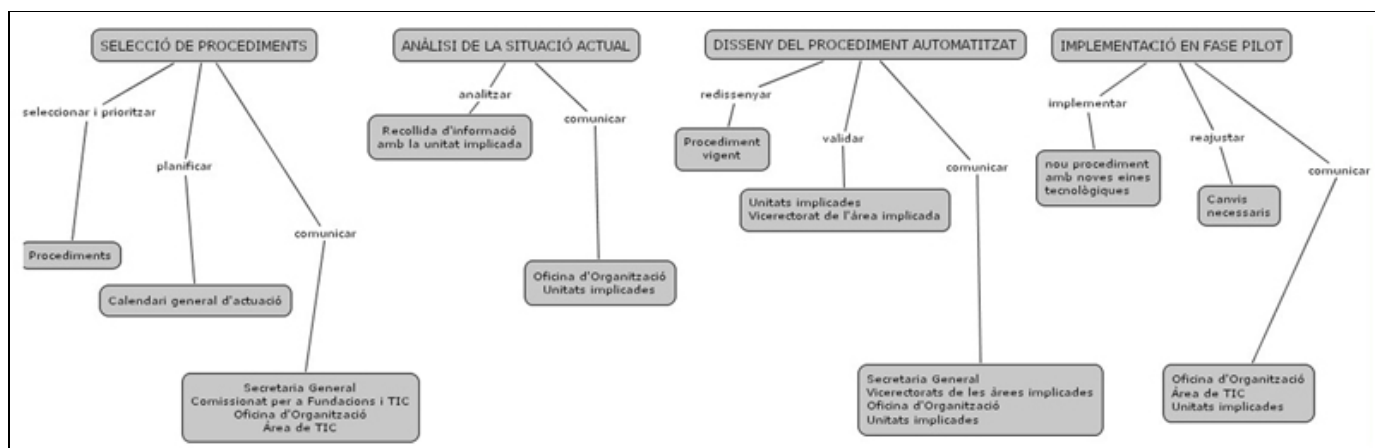 SELECCIÓ DE PROCEDIMENTS
seleccionar i prioritzar
Procediments
planificar
Calendari general d'actuació
comunicar
Secretaria General
Comissionat per a Fundacions i TIC
Oficina d'Organització
Área de TIC
ANÀLISI DE LA SITUACIÓ ACTUAL
analitzar
Recollida d'informació
amb la unitat implicada
comunicar
Oficina d'Organització
Unitats implicades
DISSENY DEL PROCEDIMENT AUTOMATITZAT
redissenyar
Procediment
vigent
validar
Unitats implicades
Vicerectorat de l'área implicada
comunicar
Secretaria General
Vicerectorats de les árees implicades
Oficina d'Organització
Unitats implicades
IMPLEMENTACIÓ EN FASE PILOT
implementar
nou procediment
amb noves eines
tecnològiques
reajustar
Canvis
necessaris
comunicar
Oficina d'Organització
Área de TIC
Unitats implicades